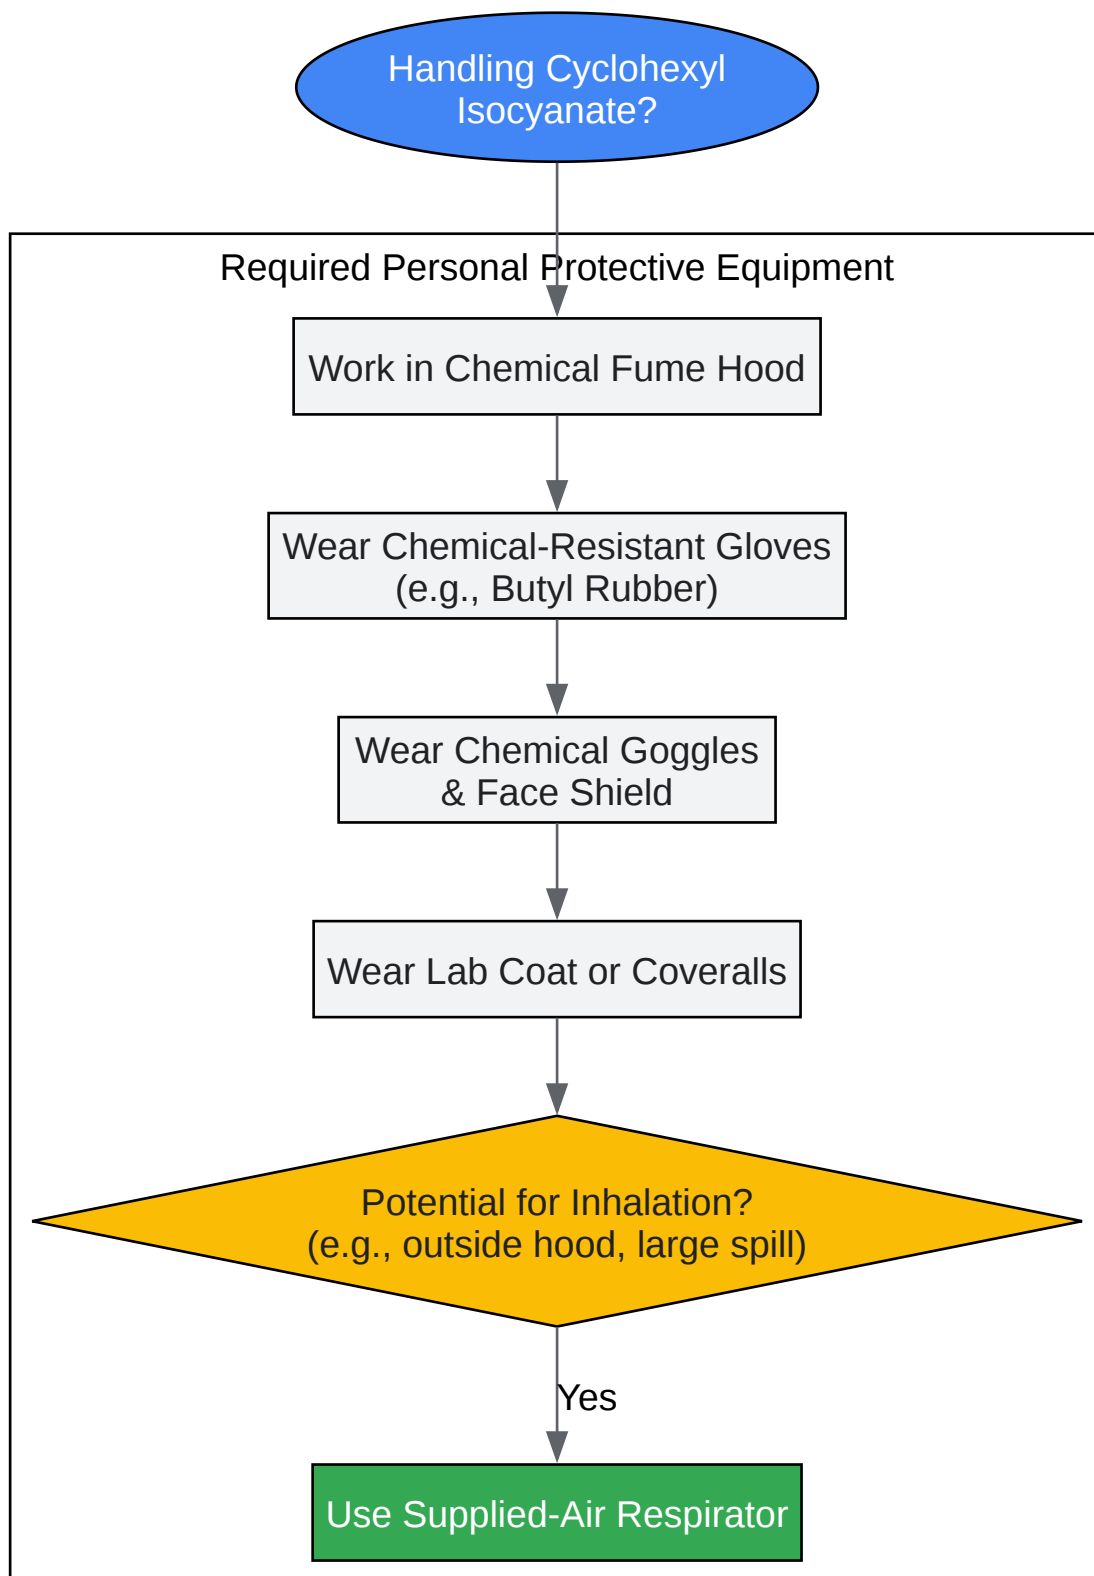 Handling Cyclohexyl
Isocyanate?
Required Personal Protective Equipment
Work in Chemical Fume Hood
Wear Chemical-Resistant Gloves
(e.g., Butyl Rubber)
Wear Chemical Goggles
& Face Shield
Wear Lab Coat or Coveralls
Potential for Inhalation?
(e.g., outside hood, large spill)
Yes
Use Supplied-Air Respirator